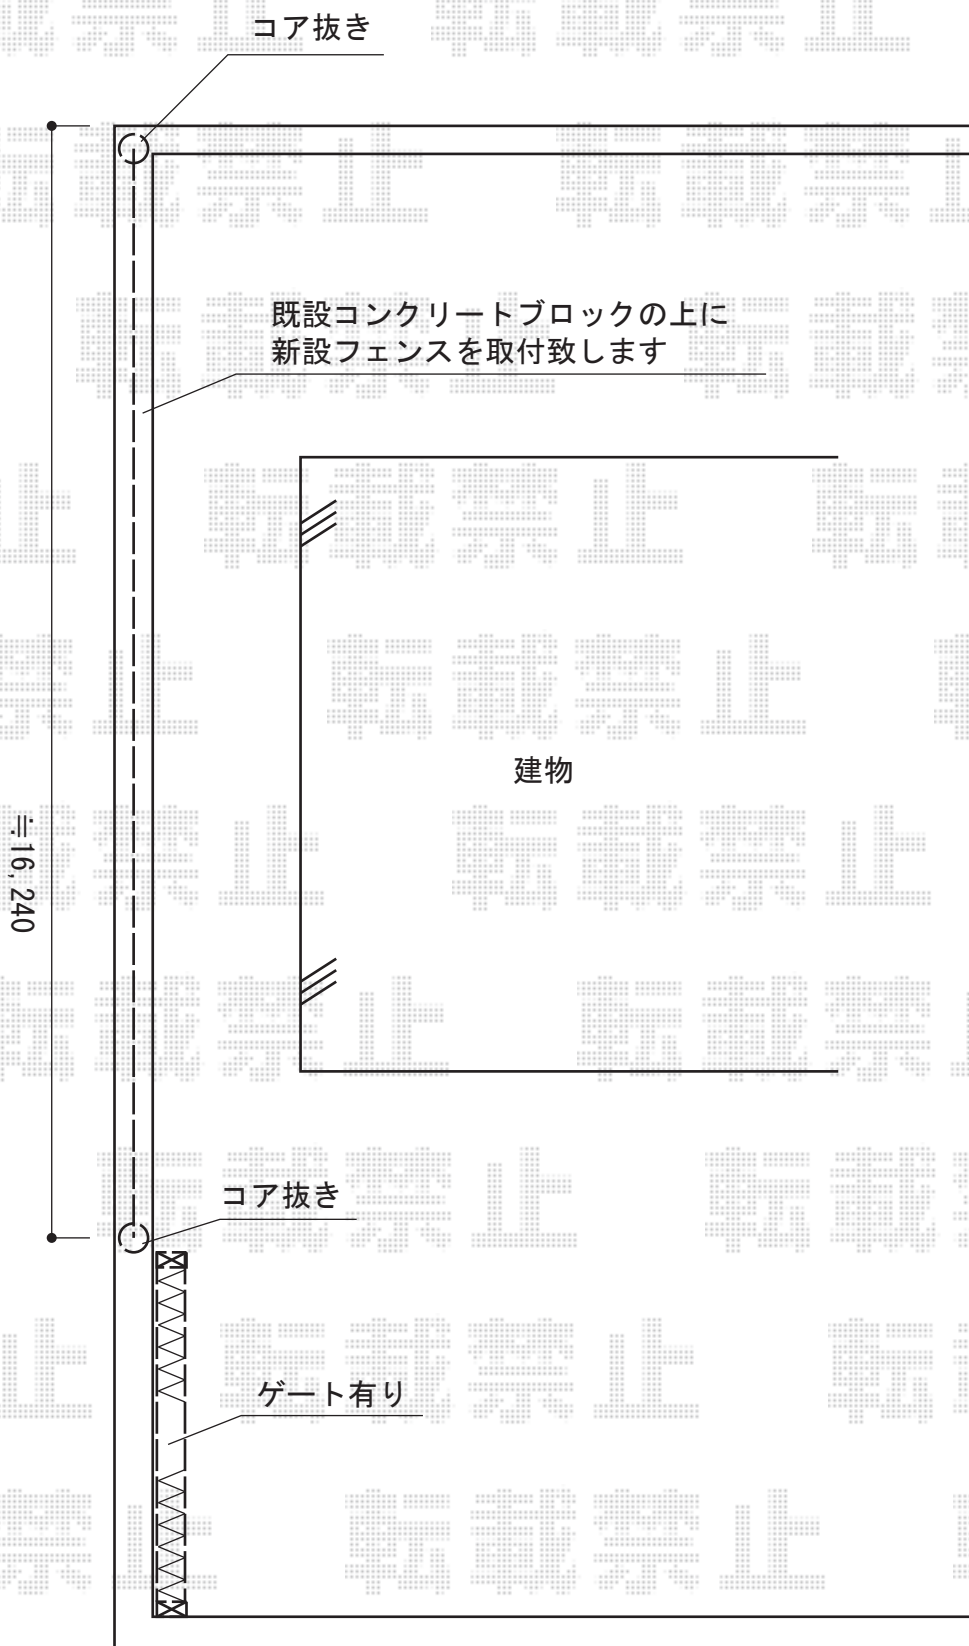 コア抜き
既設コンクリートブロックの上に
新設フェンスを取付致します
建物
≒16,240
コア抜き
ゲート有り
転載禁止